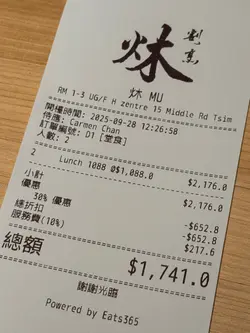 割烹
炑
炑 MU
RM 1-3 UG/F H zentre 15 Middle Rd Tsim
開檯時間: 2025-09-28 12:26:58
侍應: Carmen Chan
訂單編號: D1 [堂食]
人數: 2
2 Lunch 1088 @$1,088.0 $2,176.0
小計 $2,176.0
優惠 -$652.8
30% 優惠 -$652.8
總折扣 $217.6
服務費(10%)
總額 $1,741.0
謝謝光臨
Powered by Eats365